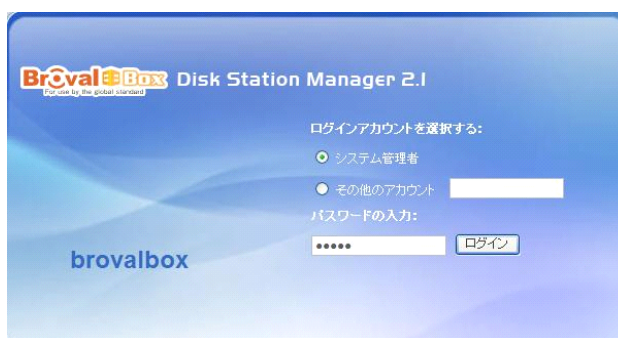 Broval Box Disk Station Manager 2.1
For use by the global standard
ログインアカウントを選択する:
システム管理者
その他のアカウント
パスワードの入力:
●●●●● ログイン
brovalbox